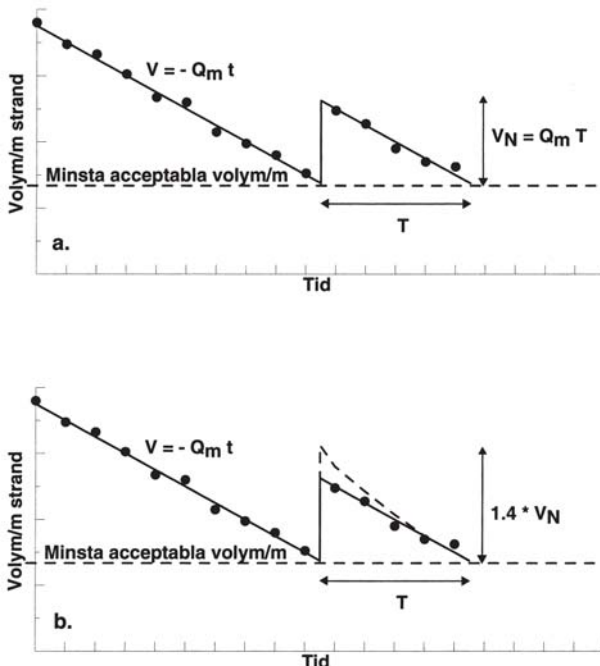 Volym/m strand
V = - Qm t
VN = Qm T
Minsta acceptabla volym/m
T
a.
Tid
Volym/m strand
V = - Qm t
1.4 * VN
Minsta acceptabla volym/m
T
b.
Tid